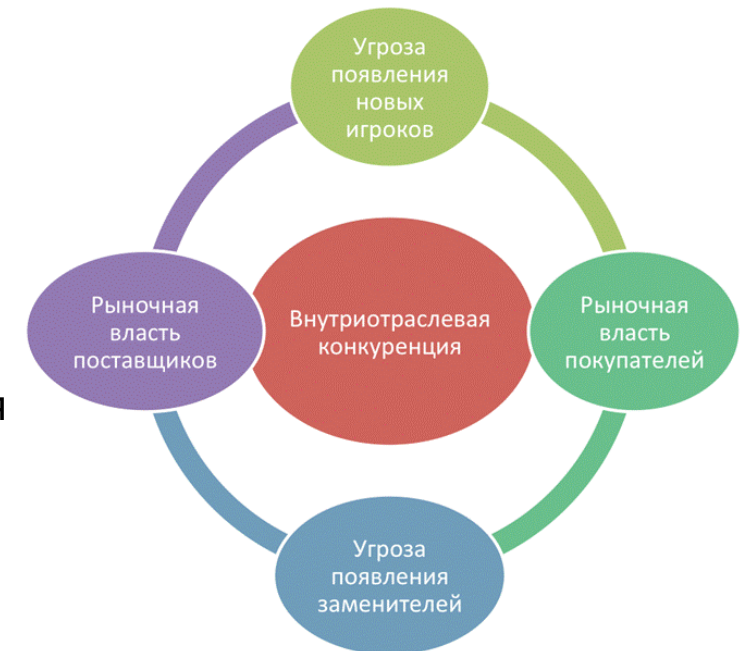 Угроза
появления
новых
игроков
Рыночная
власть
поставщиков
Внутриотраслевая
конкуренция
Рыночная
власть
покупателей
я
Угроза
появления
заменителей